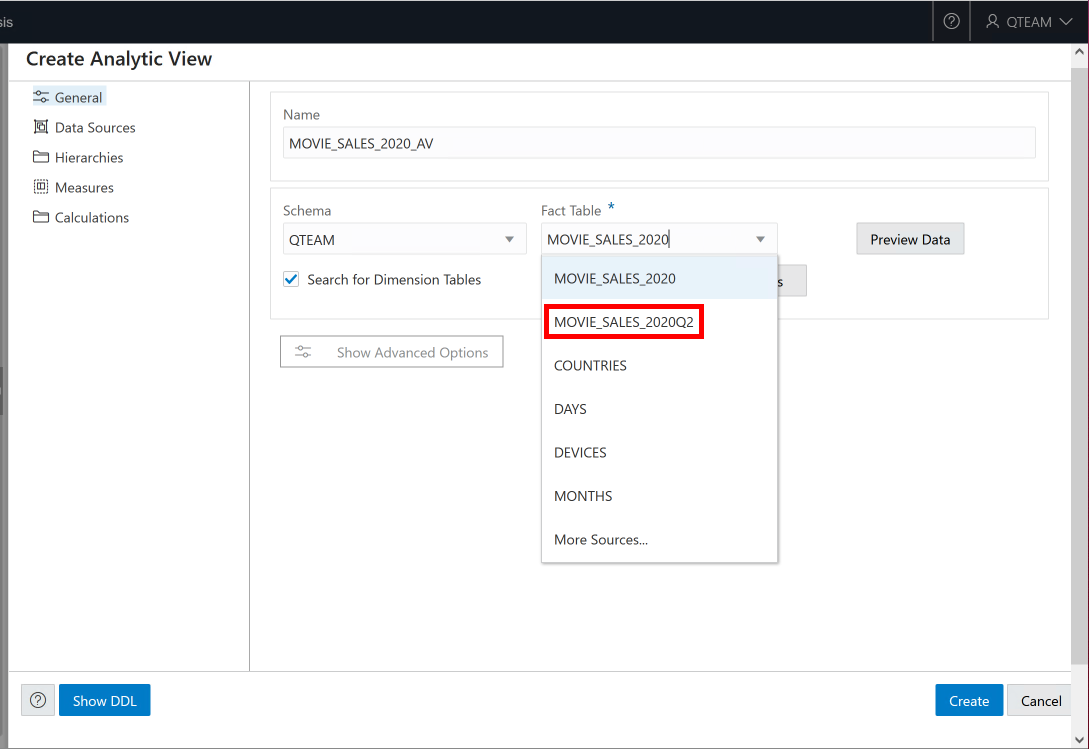 sis
QTEAM
Create Analytic View
General
Data Sources
Hierarchies
Measures
Calculations
Name
MOVIE_SALES_2020_AV
Schema
Fact Table *
QTEAM
MOVIE_SALES_2020
Preview Data
Search for Dimension Tables
s
MOVIE_SALES_2020
MOVIE_SALES_2020Q2
COUNTRIES
DAYS
DEVICES
MONTHS
More Sources...
Show Advanced Options
Show DDL
Create
Cancel